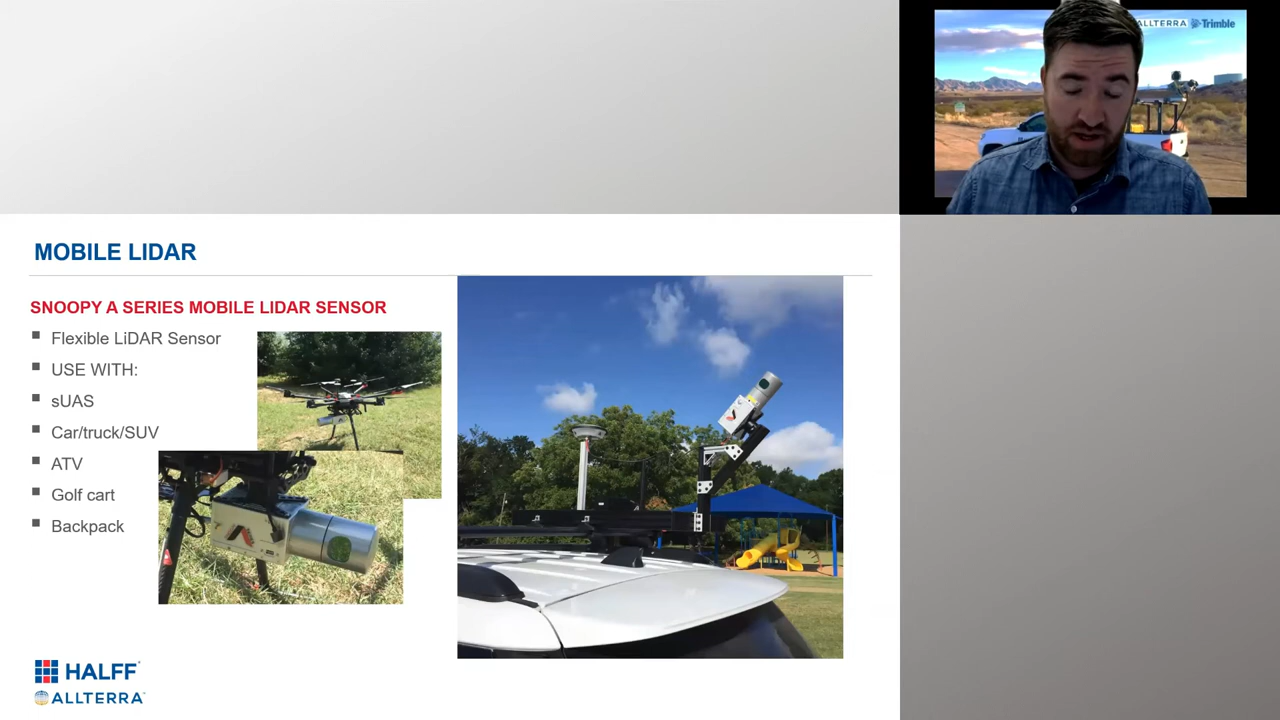 ALLTERRA Trimble
MOBILE LIDAR
SNOOPY A SERIES MOBILE LIDAR SENSOR
Flexible LiDAR Sensor
USE WITH:
sUAS
Car/truck/SUV
ATV
Golf cart
Backpack
HALFF
ALLTERRA